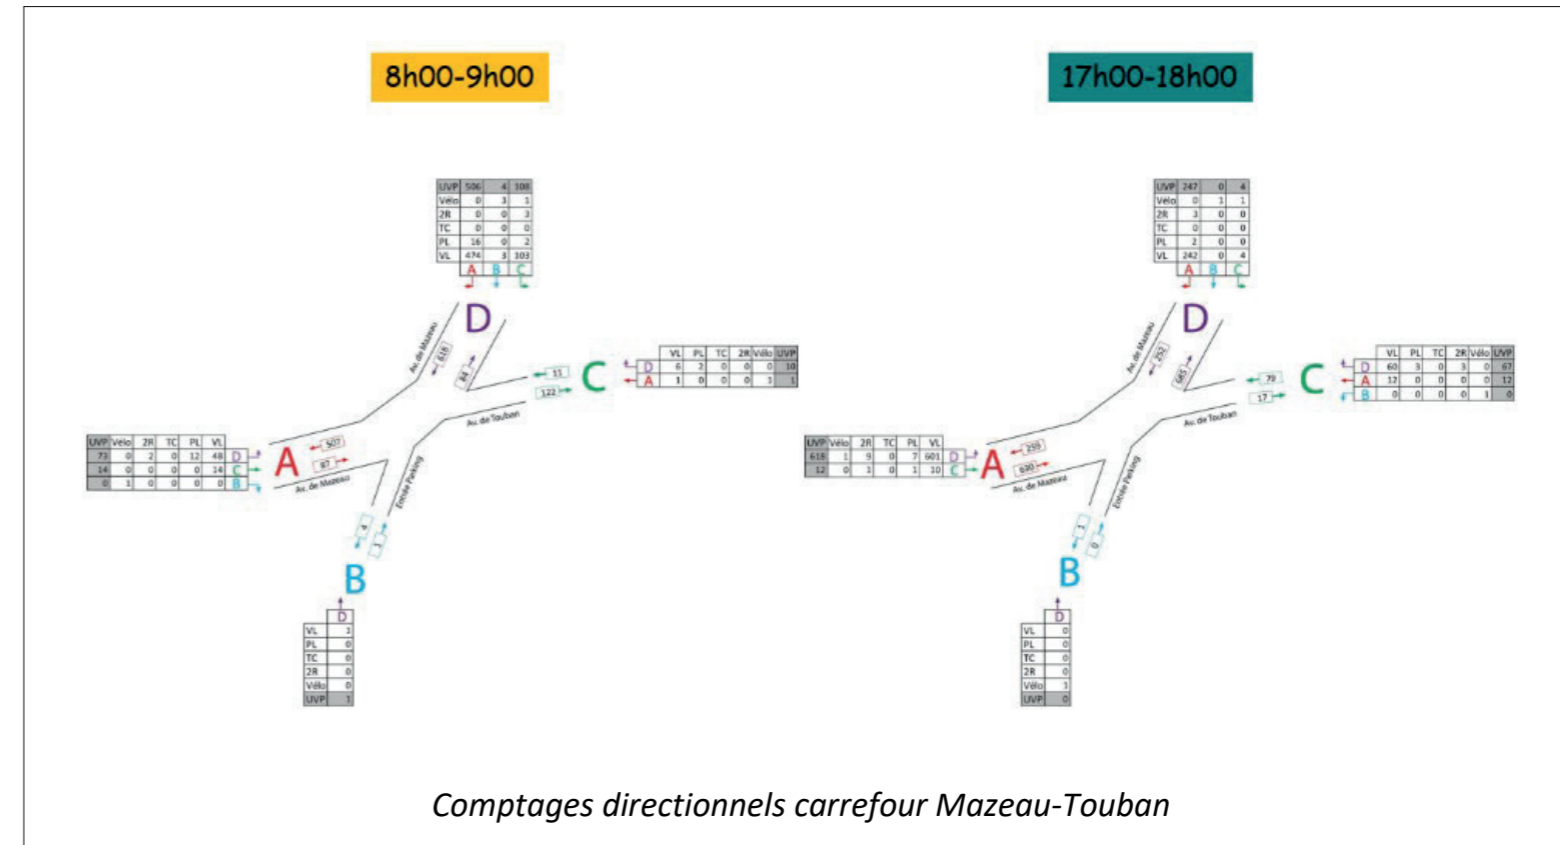 8h00-9h00
17h00-18h00
UVP 506 4 108
Vélo 0 3 1
2R 0 0 3
TC 0 0 0
PL 16 0 2
VL 474 3 103
A B C
D
Av. de Mazeau
618
84
11
122
C
Av. de Touban
VL PL TC 2R Vélo UVP
D 6 2 0 0 0 10
A 1 0 0 0 1 1
UVP Vélo 2R TC PL VL
73 0 2 0 12 48 D
14 0 0 0 0 14 C
0 1 0 0 0 0 B
A
507
87
Av. de Mazeau
Entrée Parking
4
1
B
D
VL 1
PL 0
TC 0
2R 0
Vélo 0
UVP 1
UVP 247 0 4
Vélo 0 1 1
2R 3 0 0
TC 0 0 0
PL 2 0 0
VL 242 0 4
A B C
D
Av. de Mazeau
252
685
79
17
C
Av. de Touban
VL PL TC 2R Vélo UVP
D 60 3 0 3 0 67
A 12 0 0 0 0 12
B 0 0 0 0 1 0
UVP Vélo 2R TC PL VL
618 1 9 0 7 601 D
12 0 1 0 1 10 C
A
259
630
Av. de Mazeau
Entrée Parking
1
0
B
D
VL 0
PL 0
TC 0
2R 0
Vélo 1
UVP 0
Comptages directionnels carrefour Mazeau-Touban